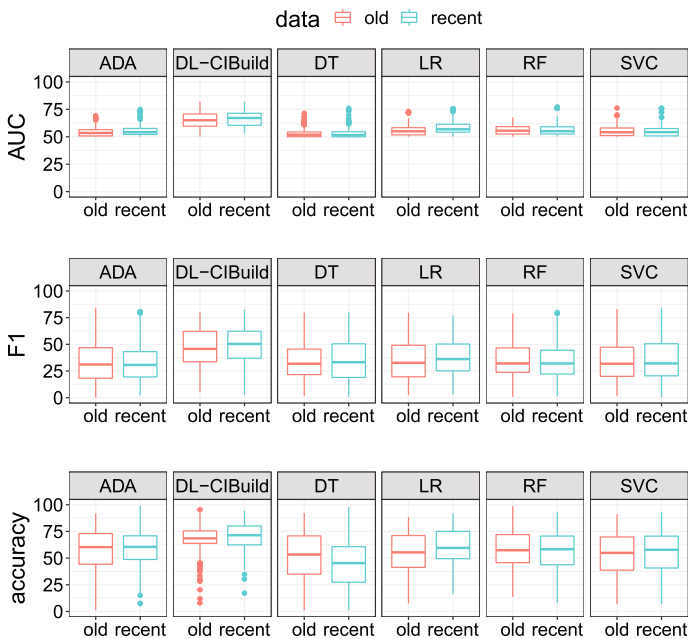 data old recent
ADA DL−CIBuild DT LR RF SVC
100
75
50
25
0
AUC
old recent old recent old recent old recent old recent old recent
ADA DL−CIBuild DT LR RF SVC
100
75
50
25
0
F1
old recent old recent old recent old recent old recent old recent
ADA DL−CIBuild DT LR RF SVC
100
75
50
25
0
accuracy
old recent old recent old recent old recent old recent old recent